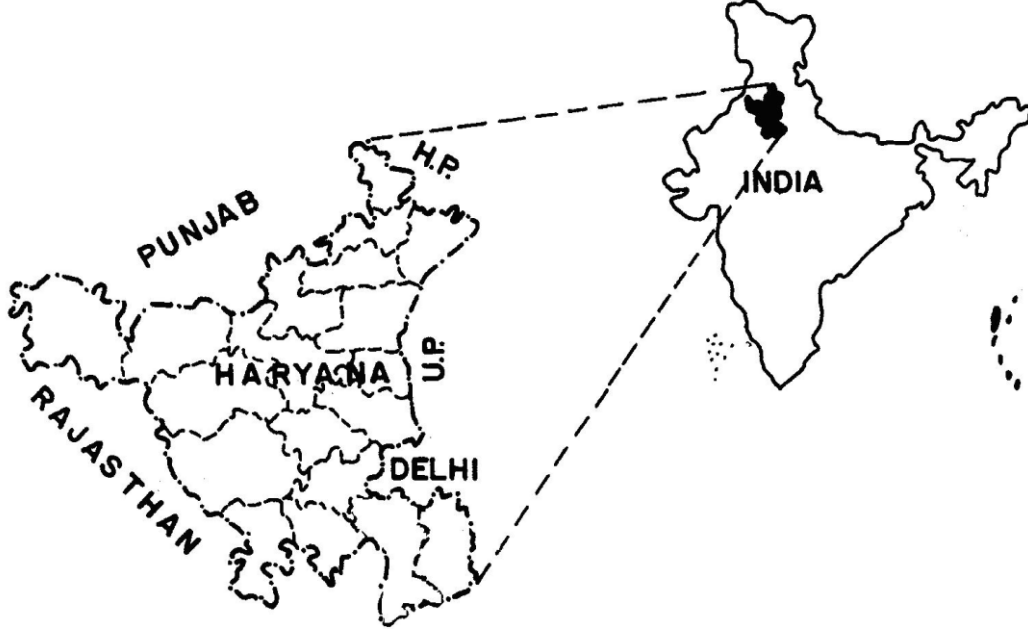 H.P.
PUNJAB
INDIA
U.P.
HARYANA
RAJASTHAN
DELHI